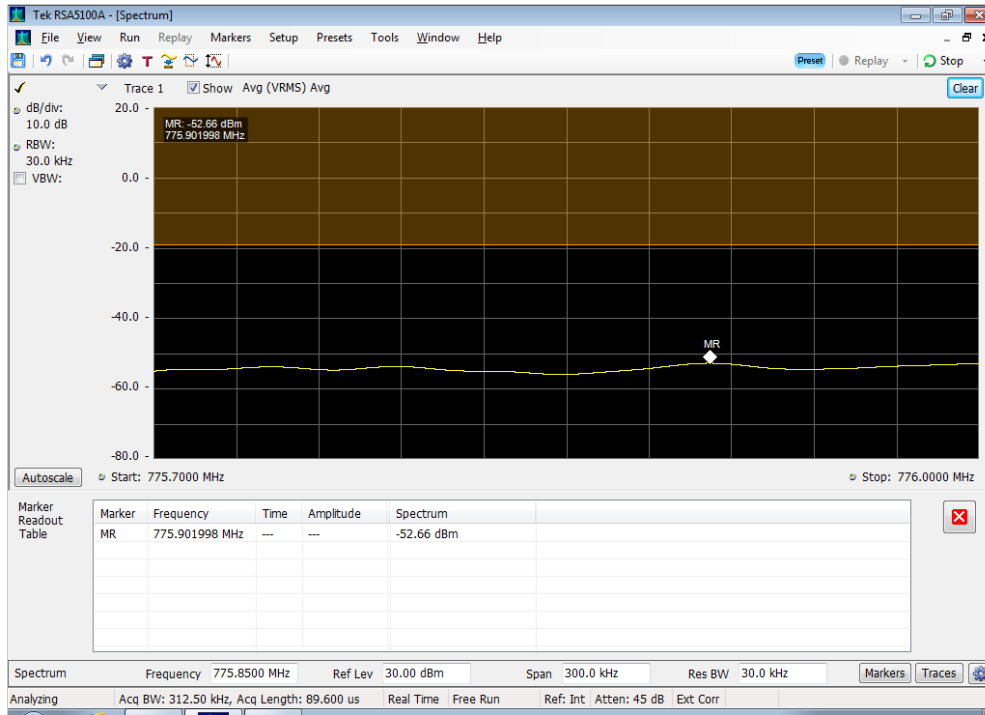 Tek RSA5100A - [Spectrum]
File View Run Replay Markers Setup Presets Tools Window Help
T Preset Replay Stop
Trace 1 Show Avg (VRMS) Avg Clear
dB/div:
10.0 dB
RBW:
30.0 kHz
VBW:
20.0
0.0
-20.0
-40.0
-60.0
-80.0
MR: -52.66 dBm
775.901998 MHz
MR
Autoscale Start: 775.7000 MHz Stop: 776.0000 MHz
Marker
Readout
Table
Marker Frequency Time Amplitude Spectrum
MR 775.901998 MHz --- --- -52.66 dBm
Spectrum Frequency 775.8500 MHz Ref Lev 30.00 dBm Span 300.0 kHz Res BW 30.0 kHz Markers Traces
Analyzing Acq BW: 312.50 kHz, Acq Length: 89.600 us Real Time Free Run Ref: Int Atten: 45 dB Ext Corr